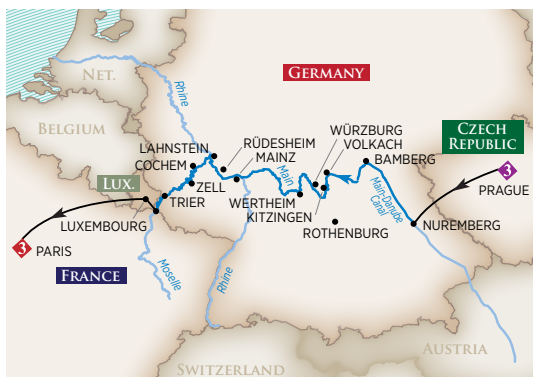 NET.
Rhine
GERMANY
BELGIUM
LAHNSTEIN
COCHEM
RÜDESHEIM
MAINZ
WÜRZBURG
VOLKACH
BAMBERG
CZECH
REPUBLIC
LUX.
ZELL
TRIER
Main
WERTHEIM
KITZINGEN
Main-Danube
Canal
3
PRAGUE
LUXEMBOURG
ROTHENBURG
NUREMBERG
3
PARIS
FRANCE
Moselle
Rhine
SWITZERLAND
AUSTRIA